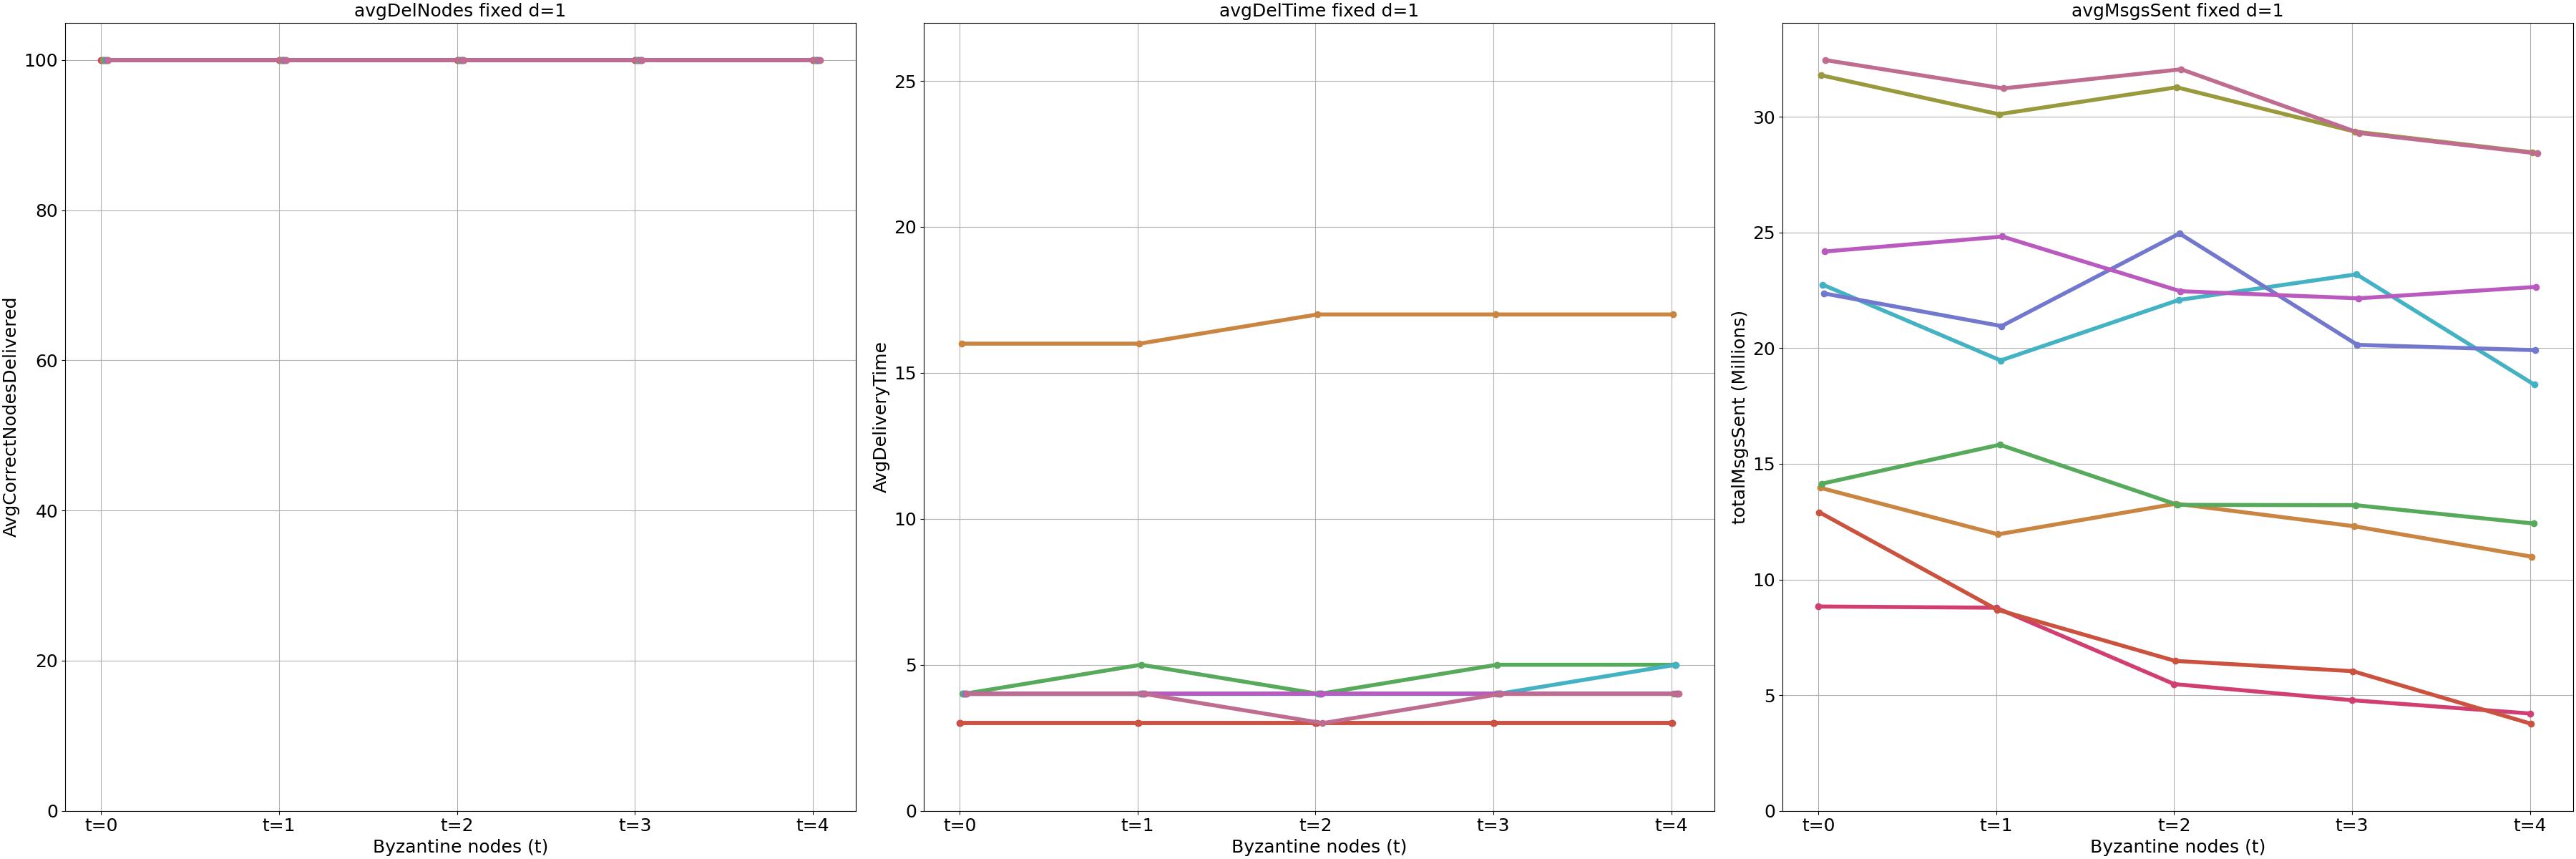 avgDelNodes fixed d=1
AvgCorrectNodesDelivered
100
80
60
40
20
0
t=0 t=1 t=2 t=3 t=4
Byzantine nodes (t)
avgDelTime fixed d=1
AvgDeliveryTime
25
20
15
10
5
0
t=0 t=1 t=2 t=3 t=4
Byzantine nodes (t)
avgMsgsSent fixed d=1
totalMsgsSent (Millions)
30
25
20
15
10
5
0
t=0 t=1 t=2 t=3 t=4
Byzantine nodes (t)